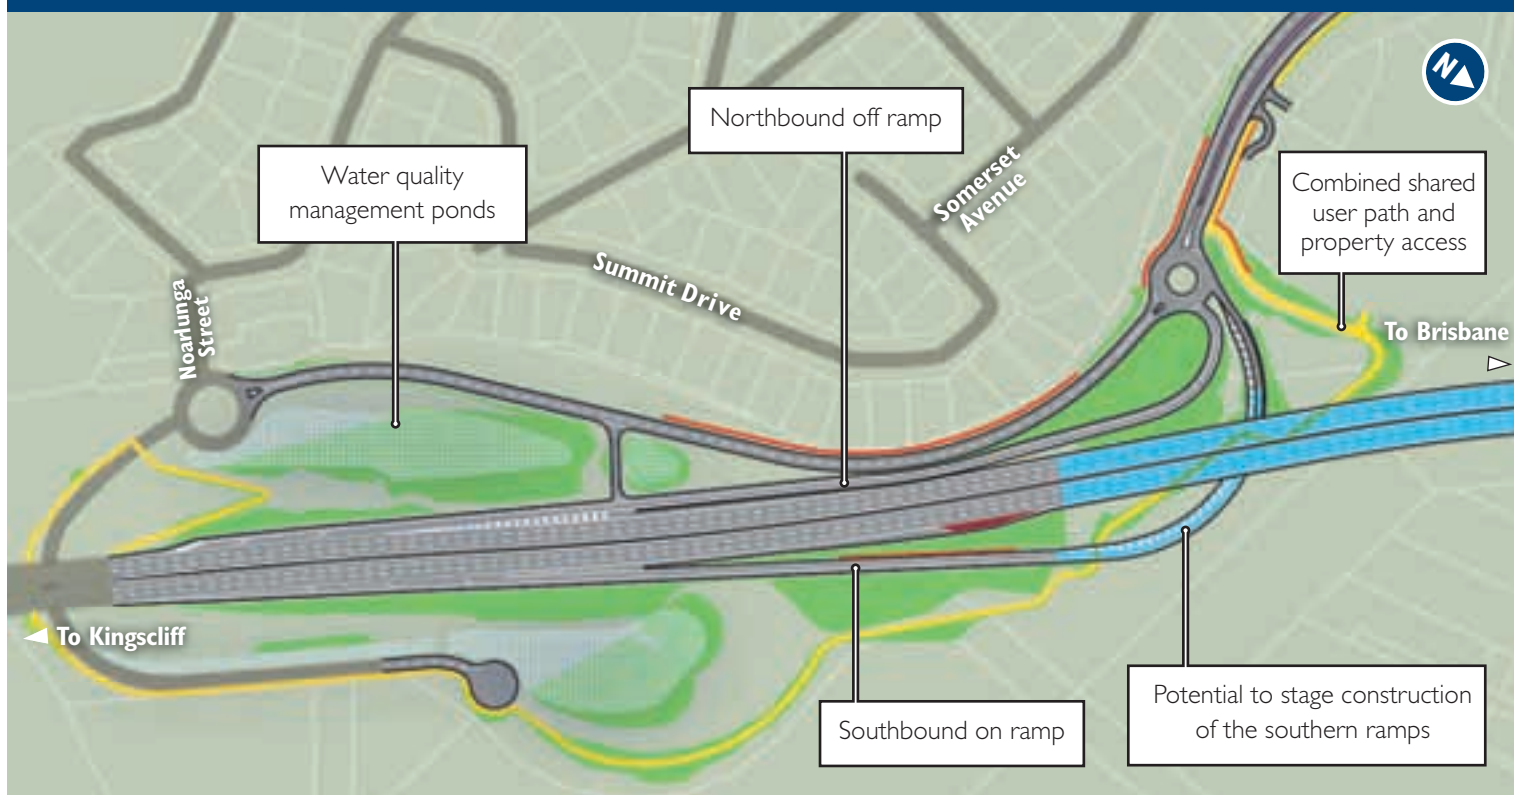 N
Northbound off ramp
Water quality
management ponds
Somerset
Avenue
Combined shared
user path and
property access
Summit Drive
Noarlunga
Street
To Brisbane
To Kingscliff
Southbound on ramp
Potential to stage construction
of the southern ramps